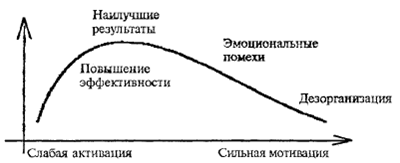 Наилучшие
результаты
Эмоциональные
помехи
Повышение
эффективности
Дезорганизация
Слабая активация
Сильная мотивация